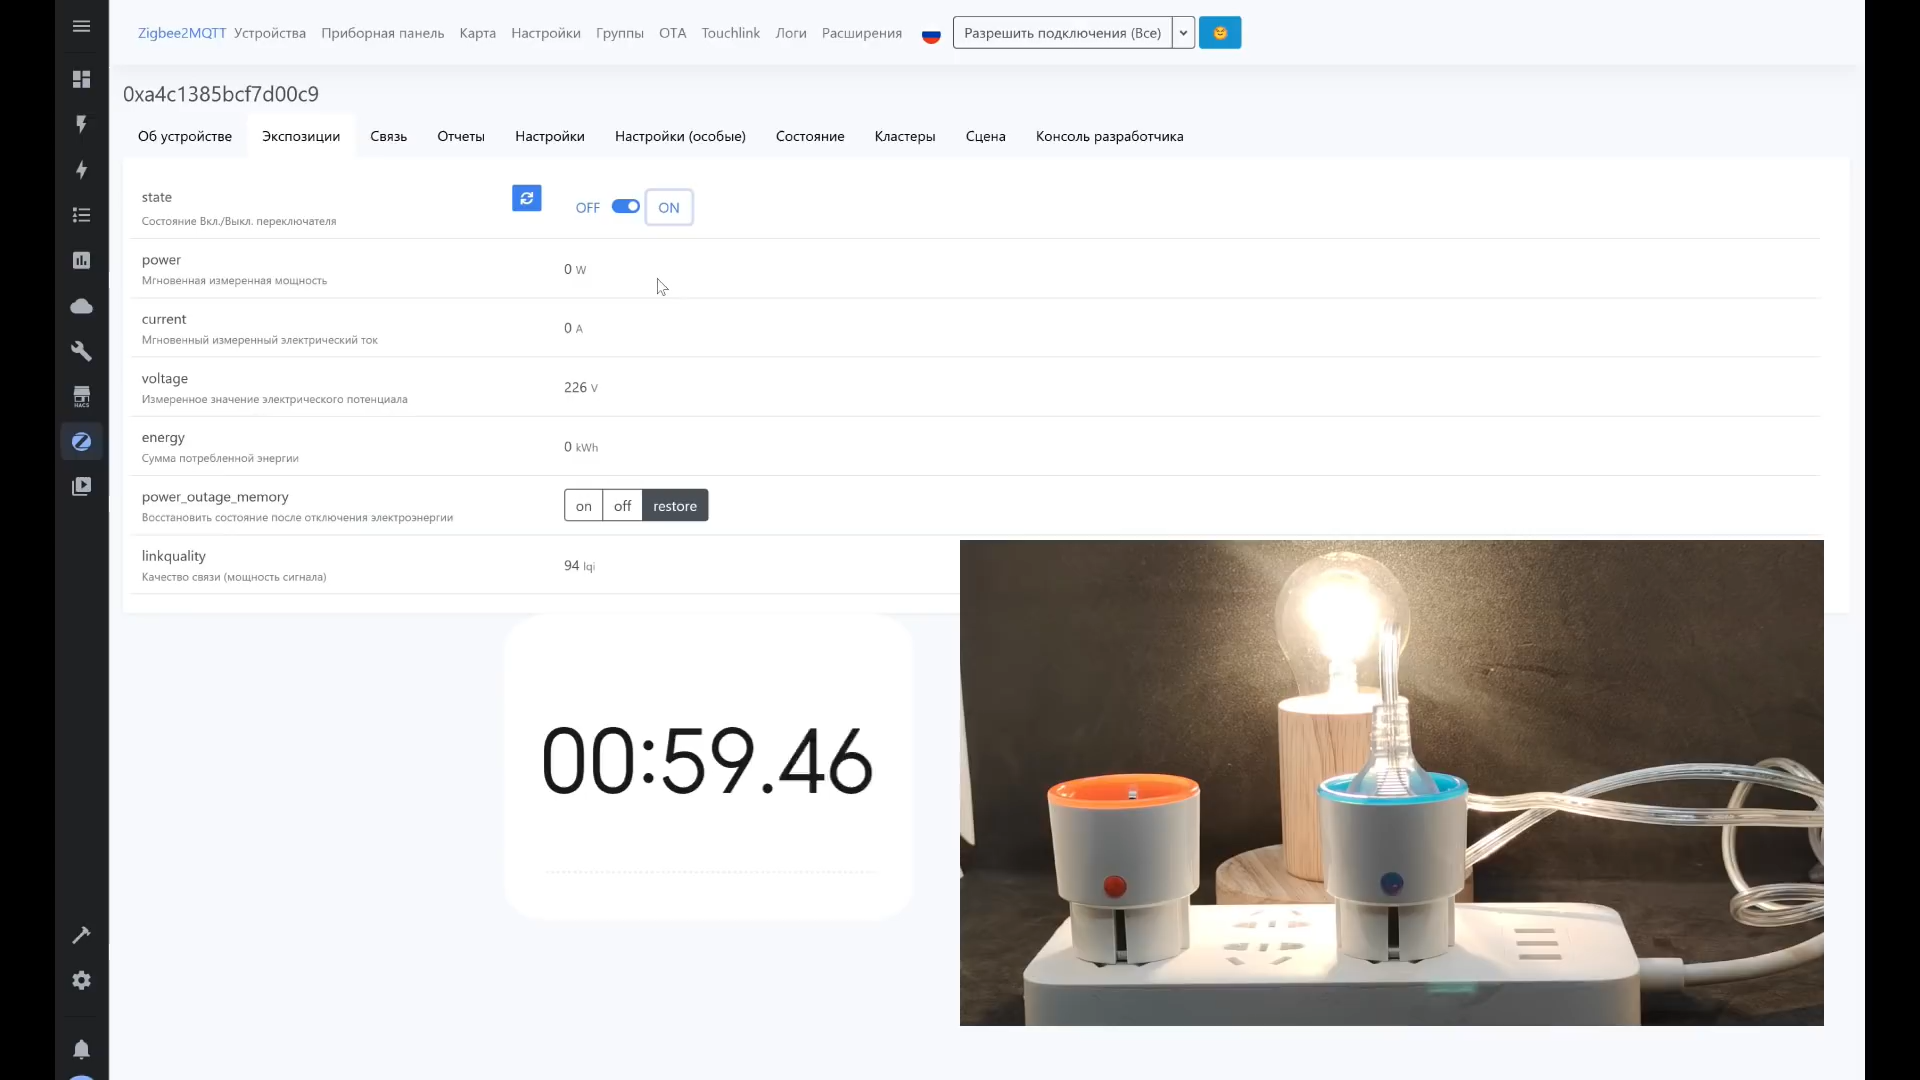 Zigbee2MQTT Устройства Приборная панель Карта Настройки Группы OTA Touchlink Логи Расширения Разрешить подключения (Все)
0xa4c1385bcf7d00c9
Об устройстве Экспозиции Связь Отчеты Настройки Настройки (особые) Состояние Кластеры Сцена Консоль разработчика
state
OFF ON
Состояние Вкл./Выкл. переключателя
power
0 W
Мгновенная измеренная мощность
current
0 A
Мгновенный измеренный электрический ток
voltage
226 V
Измеренное значение электрического потенциала
energy
0 kWh
Сумма потребленной энергии
power_outage_memory
on off restore
Восстановить состояние после отключения электроэнергии
linkquality
94 lqi
Качество связи (мощность сигнала)
HACS
00:59.46